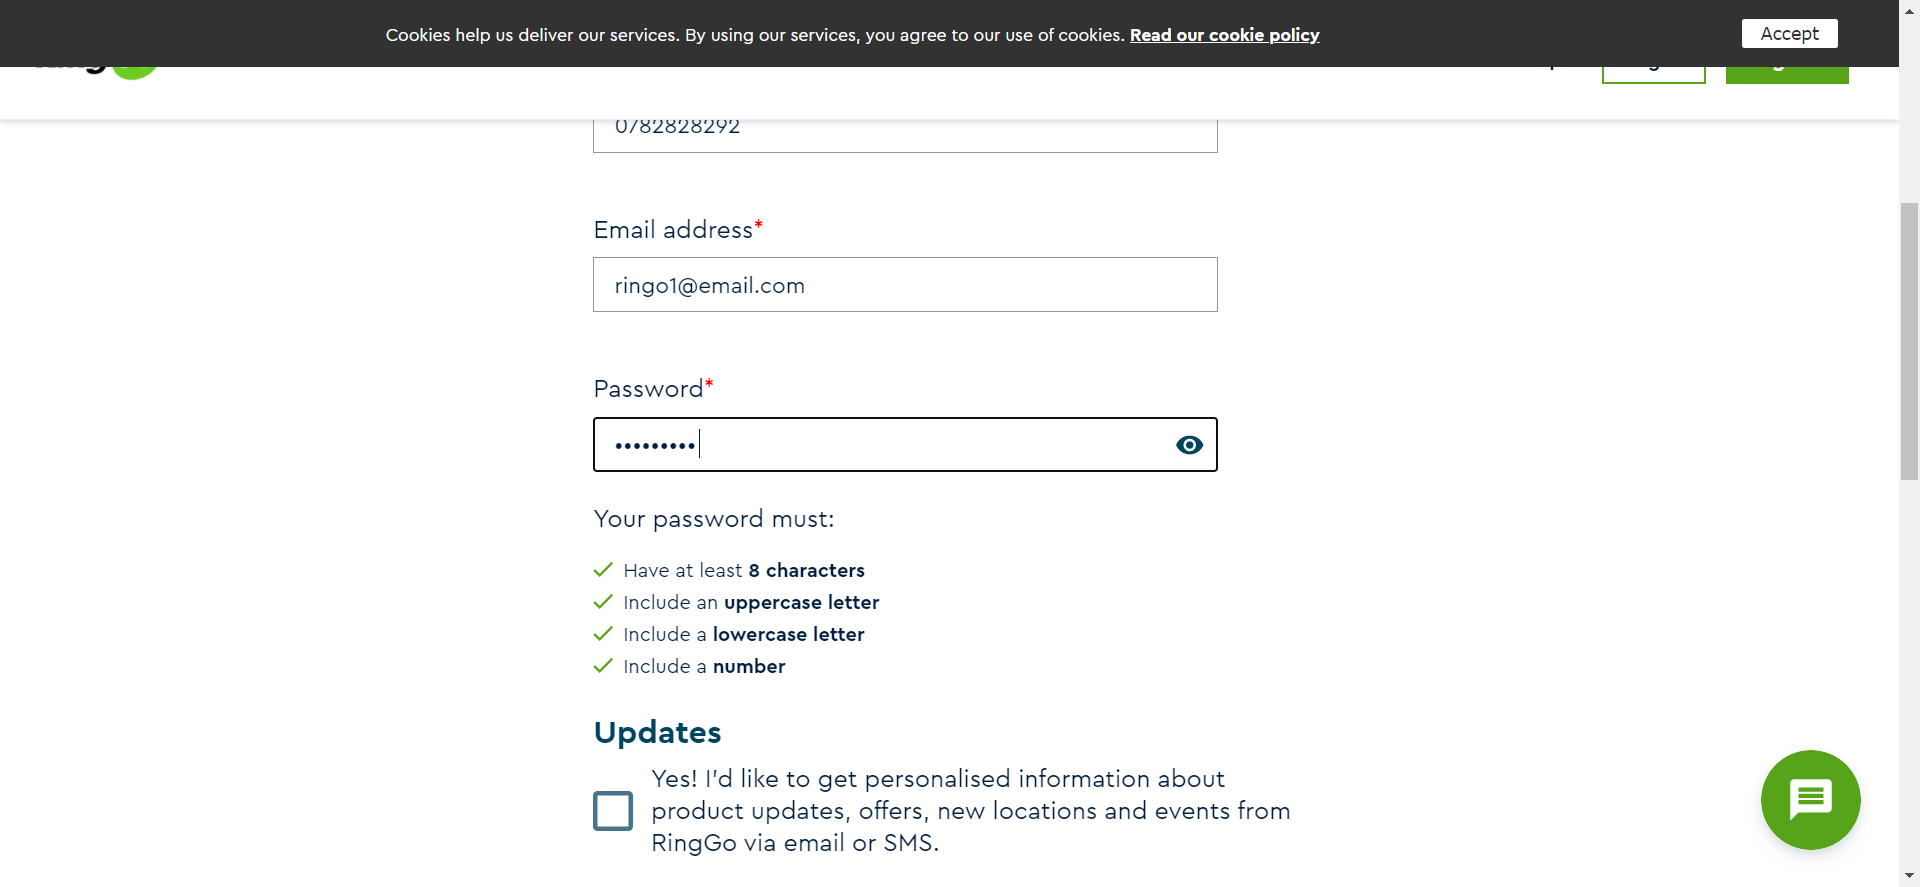 Cookies help us deliver our services. By using our services, you agree to our use of cookies. Read our cookie policy
Accept
0782828292
Email address*
ringo1@email.com
Password*
•••••••••
Your password must:
Have at least 8 characters
Include an uppercase letter
Include a lowercase letter
Include a number
Updates
Yes! I'd like to get personalised information about
product updates, offers, new locations and events from
RingGo via email or SMS.